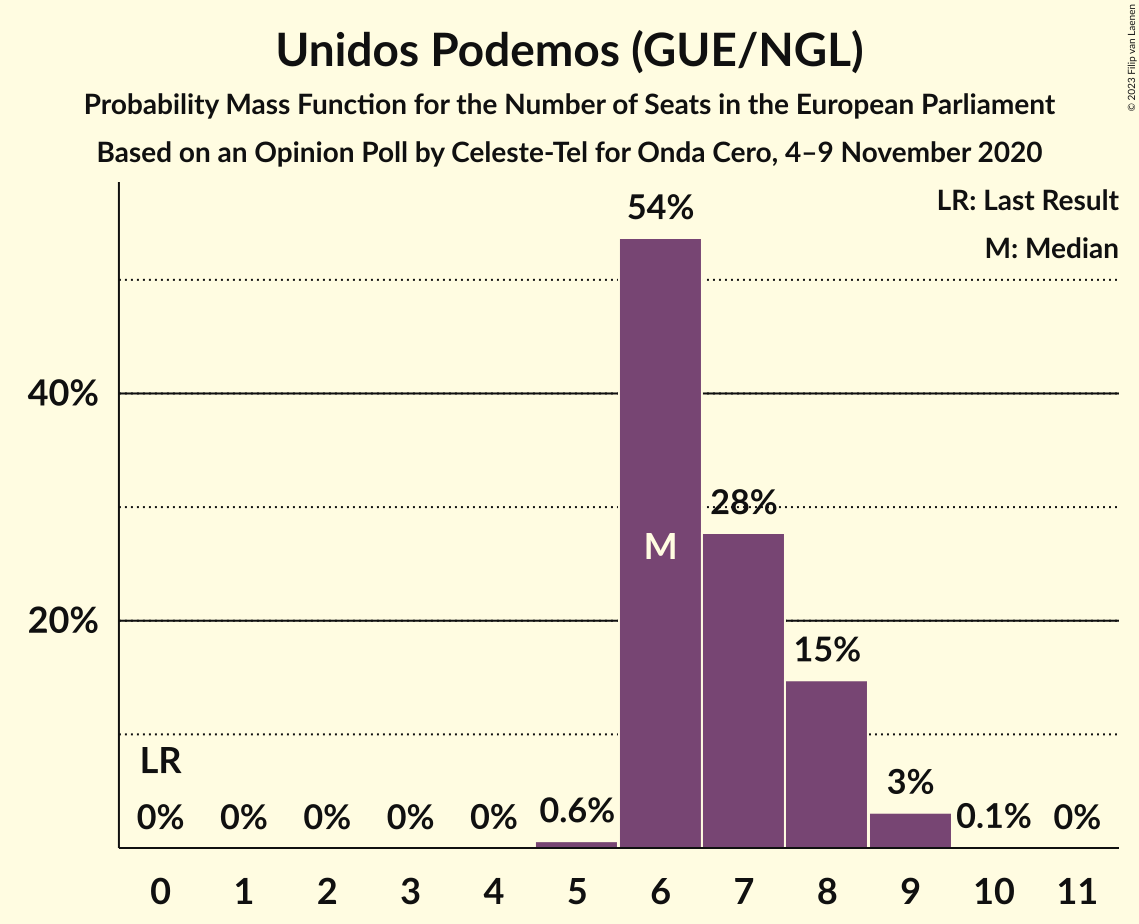 Unidos Podemos (GUE/NGL)
Probability Mass Function for the Number of Seats in the European Parliament
Based on an Opinion Poll by Celeste-Tel for Onda Cero, 4–9 November 2020
© 2023 Filip van Laenen
LR: Last Result
M: Median
54%
40%
28%
M
20%
15%
LR
3%
0% 0% 0% 0% 0% 0.6% 0.1% 0%
0 1 2 3 4 5 6 7 8 9 10 11